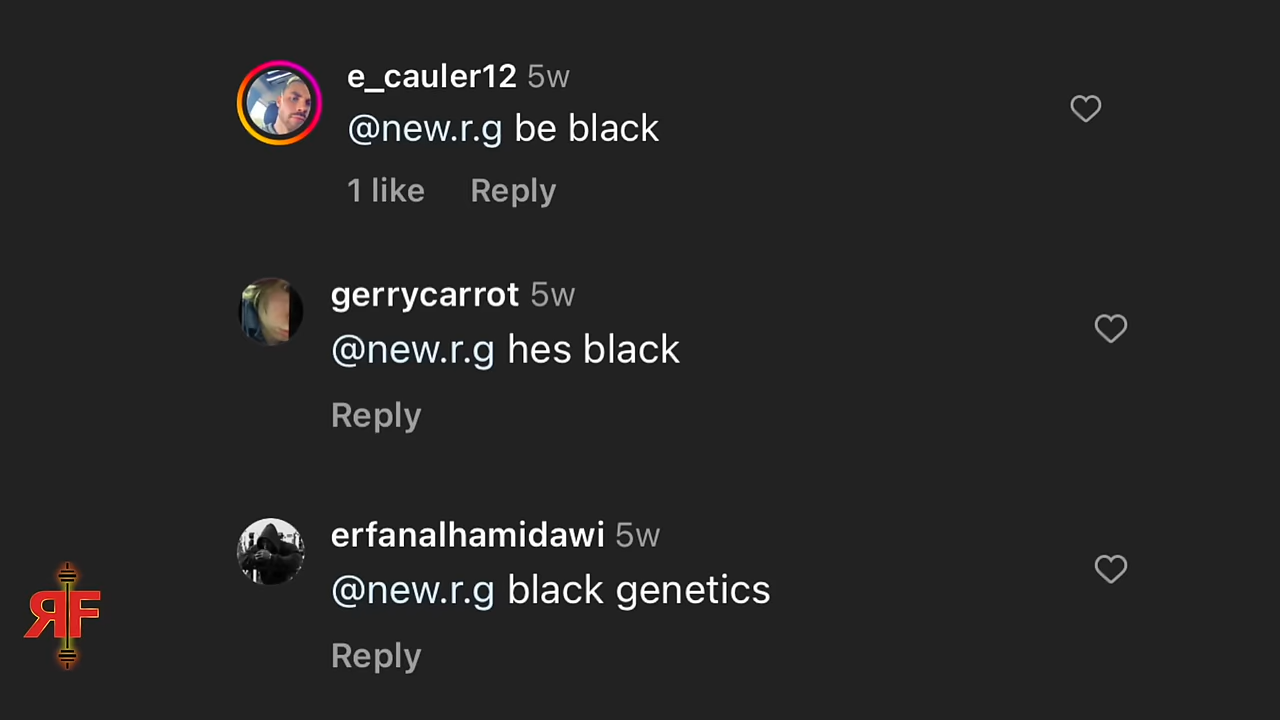 e_cauler12 5w
@new.r.g be black
1 like Reply
gerrycarrot 5w
@new.r.g hes black
Reply
erfanalhamidawi 5w
@new.r.g black genetics
Reply
RF